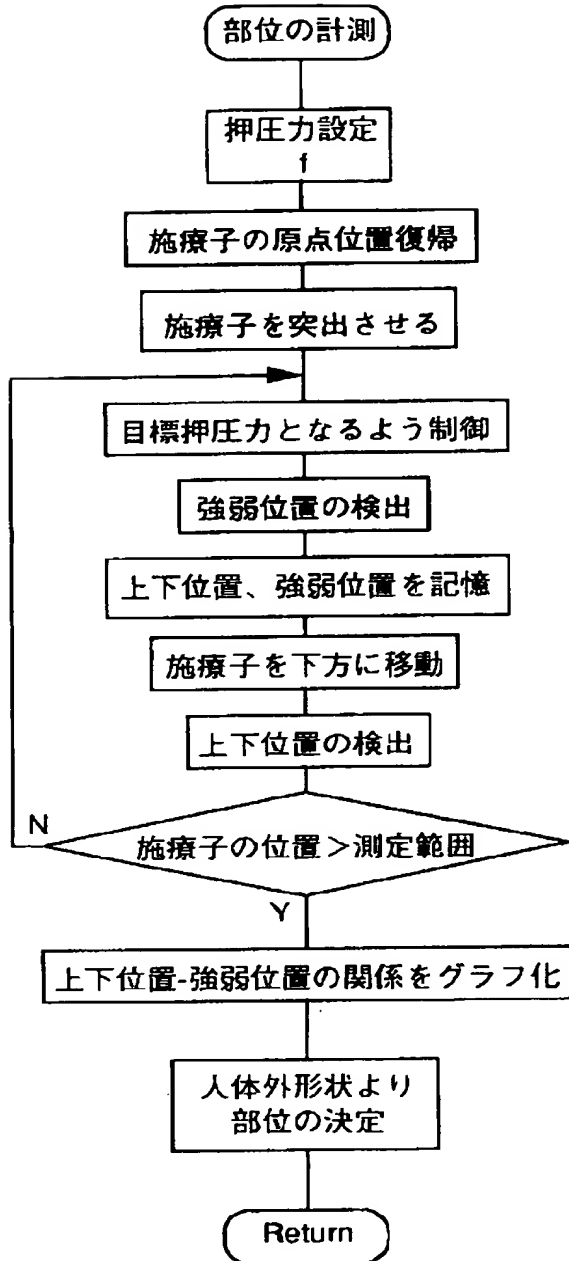 部位の計測
押圧力設定
f
施療子の原点位置復帰
施療子を突出させる
目標押圧力となるよう制御
強弱位置の検出
上下位置、強弱位置を記憶
施療子を下方に移動
上下位置の検出
N
施療子の位置＞測定範囲
Y
上下位置-強弱位置の関係をグラフ化
人体外形状より
部位の決定
Return